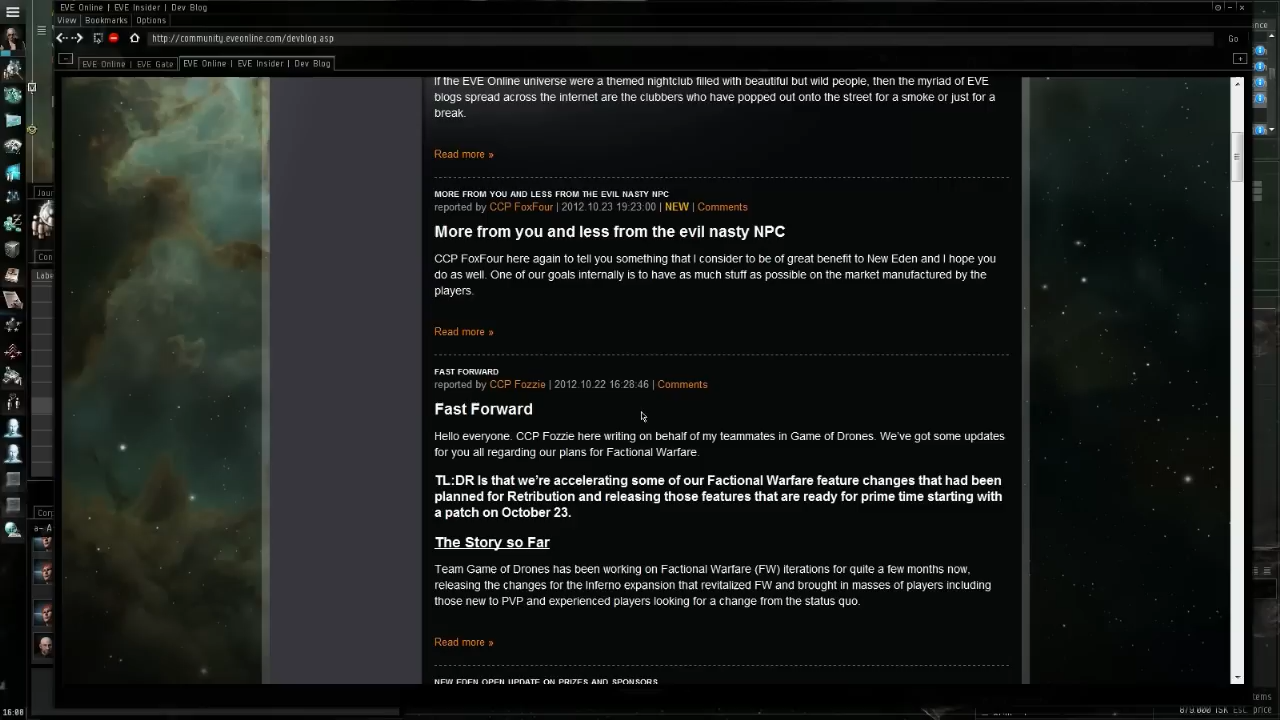 EVE Online | EVE Insider | Dev Blog
View Bookmarks Options
http://community.eveonline.com/devblog.asp
Go
EVE Online | EVE Gate
EVE Online | EVE Insider | Dev Blog
If the EVE Online universe were a themed nightclub filled with beautiful but wild people, then the myriad of EVE
blogs spread across the internet are the clubbers who have popped out onto the street for a smoke or just for a
break.
Read more »
MORE FROM YOU AND LESS FROM THE EVIL NASTY NPC
reported by CCP FoxFour | 2012.10.23 19:23:00 | NEW | Comments
More from you and less from the evil nasty NPC
CCP FoxFour here again to tell you something that I consider to be of great benefit to New Eden and I hope you
do as well. One of our goals internally is to have as much stuff as possible on the market manufactured by the
players.
Read more »
FAST FORWARD
reported by CCP Fozzie | 2012.10.22 16:28:46 | Comments
Fast Forward
Hello everyone. CCP Fozzie here writing on behalf of my teammates in Game of Drones. We've got some updates
for you all regarding our plans for Factional Warfare.
TL:DR Is that we're accelerating some of our Factional Warfare feature changes that had been
planned for Retribution and releasing those features that are ready for prime time starting with
a patch on October 23.
The Story so Far
Team Game of Drones has been working on Factional Warfare (FW) iterations for quite a few months now,
releasing the changes for the Inferno expansion that revitalized FW and brought in masses of players including
those new to PVP and experienced players looking for a change from the status quo.
Read more »
NEW EDEN OPEN UPDATE ON PRIZES AND SPONSORS
Jour
Con
Labe
Corp
16:08